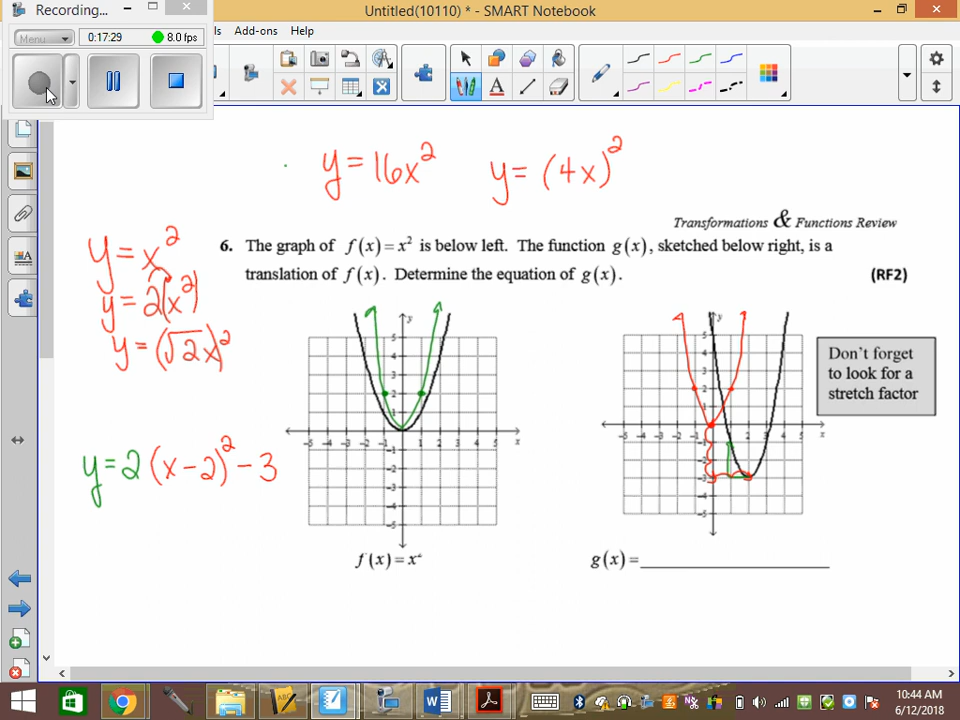 Recording...
Untitled(10110) * - SMART Notebook
Menu
0:17:29
8.0 fps
Add-ons
Help
y = 16x²
y = (4x)²
Transformations & Functions Review
y = x²
y = 2(x²)
y = (√2x)²
6. The graph of f(x) = x² is below left. The function g(x), sketched below right, is a
translation of f(x). Determine the equation of g(x).
(RF2)
Don't forget
to look for a
stretch factor
y = 2(x - 2)² - 3
f(x) = x²
g(x) = ____________________
10:44 AM
6/12/2018